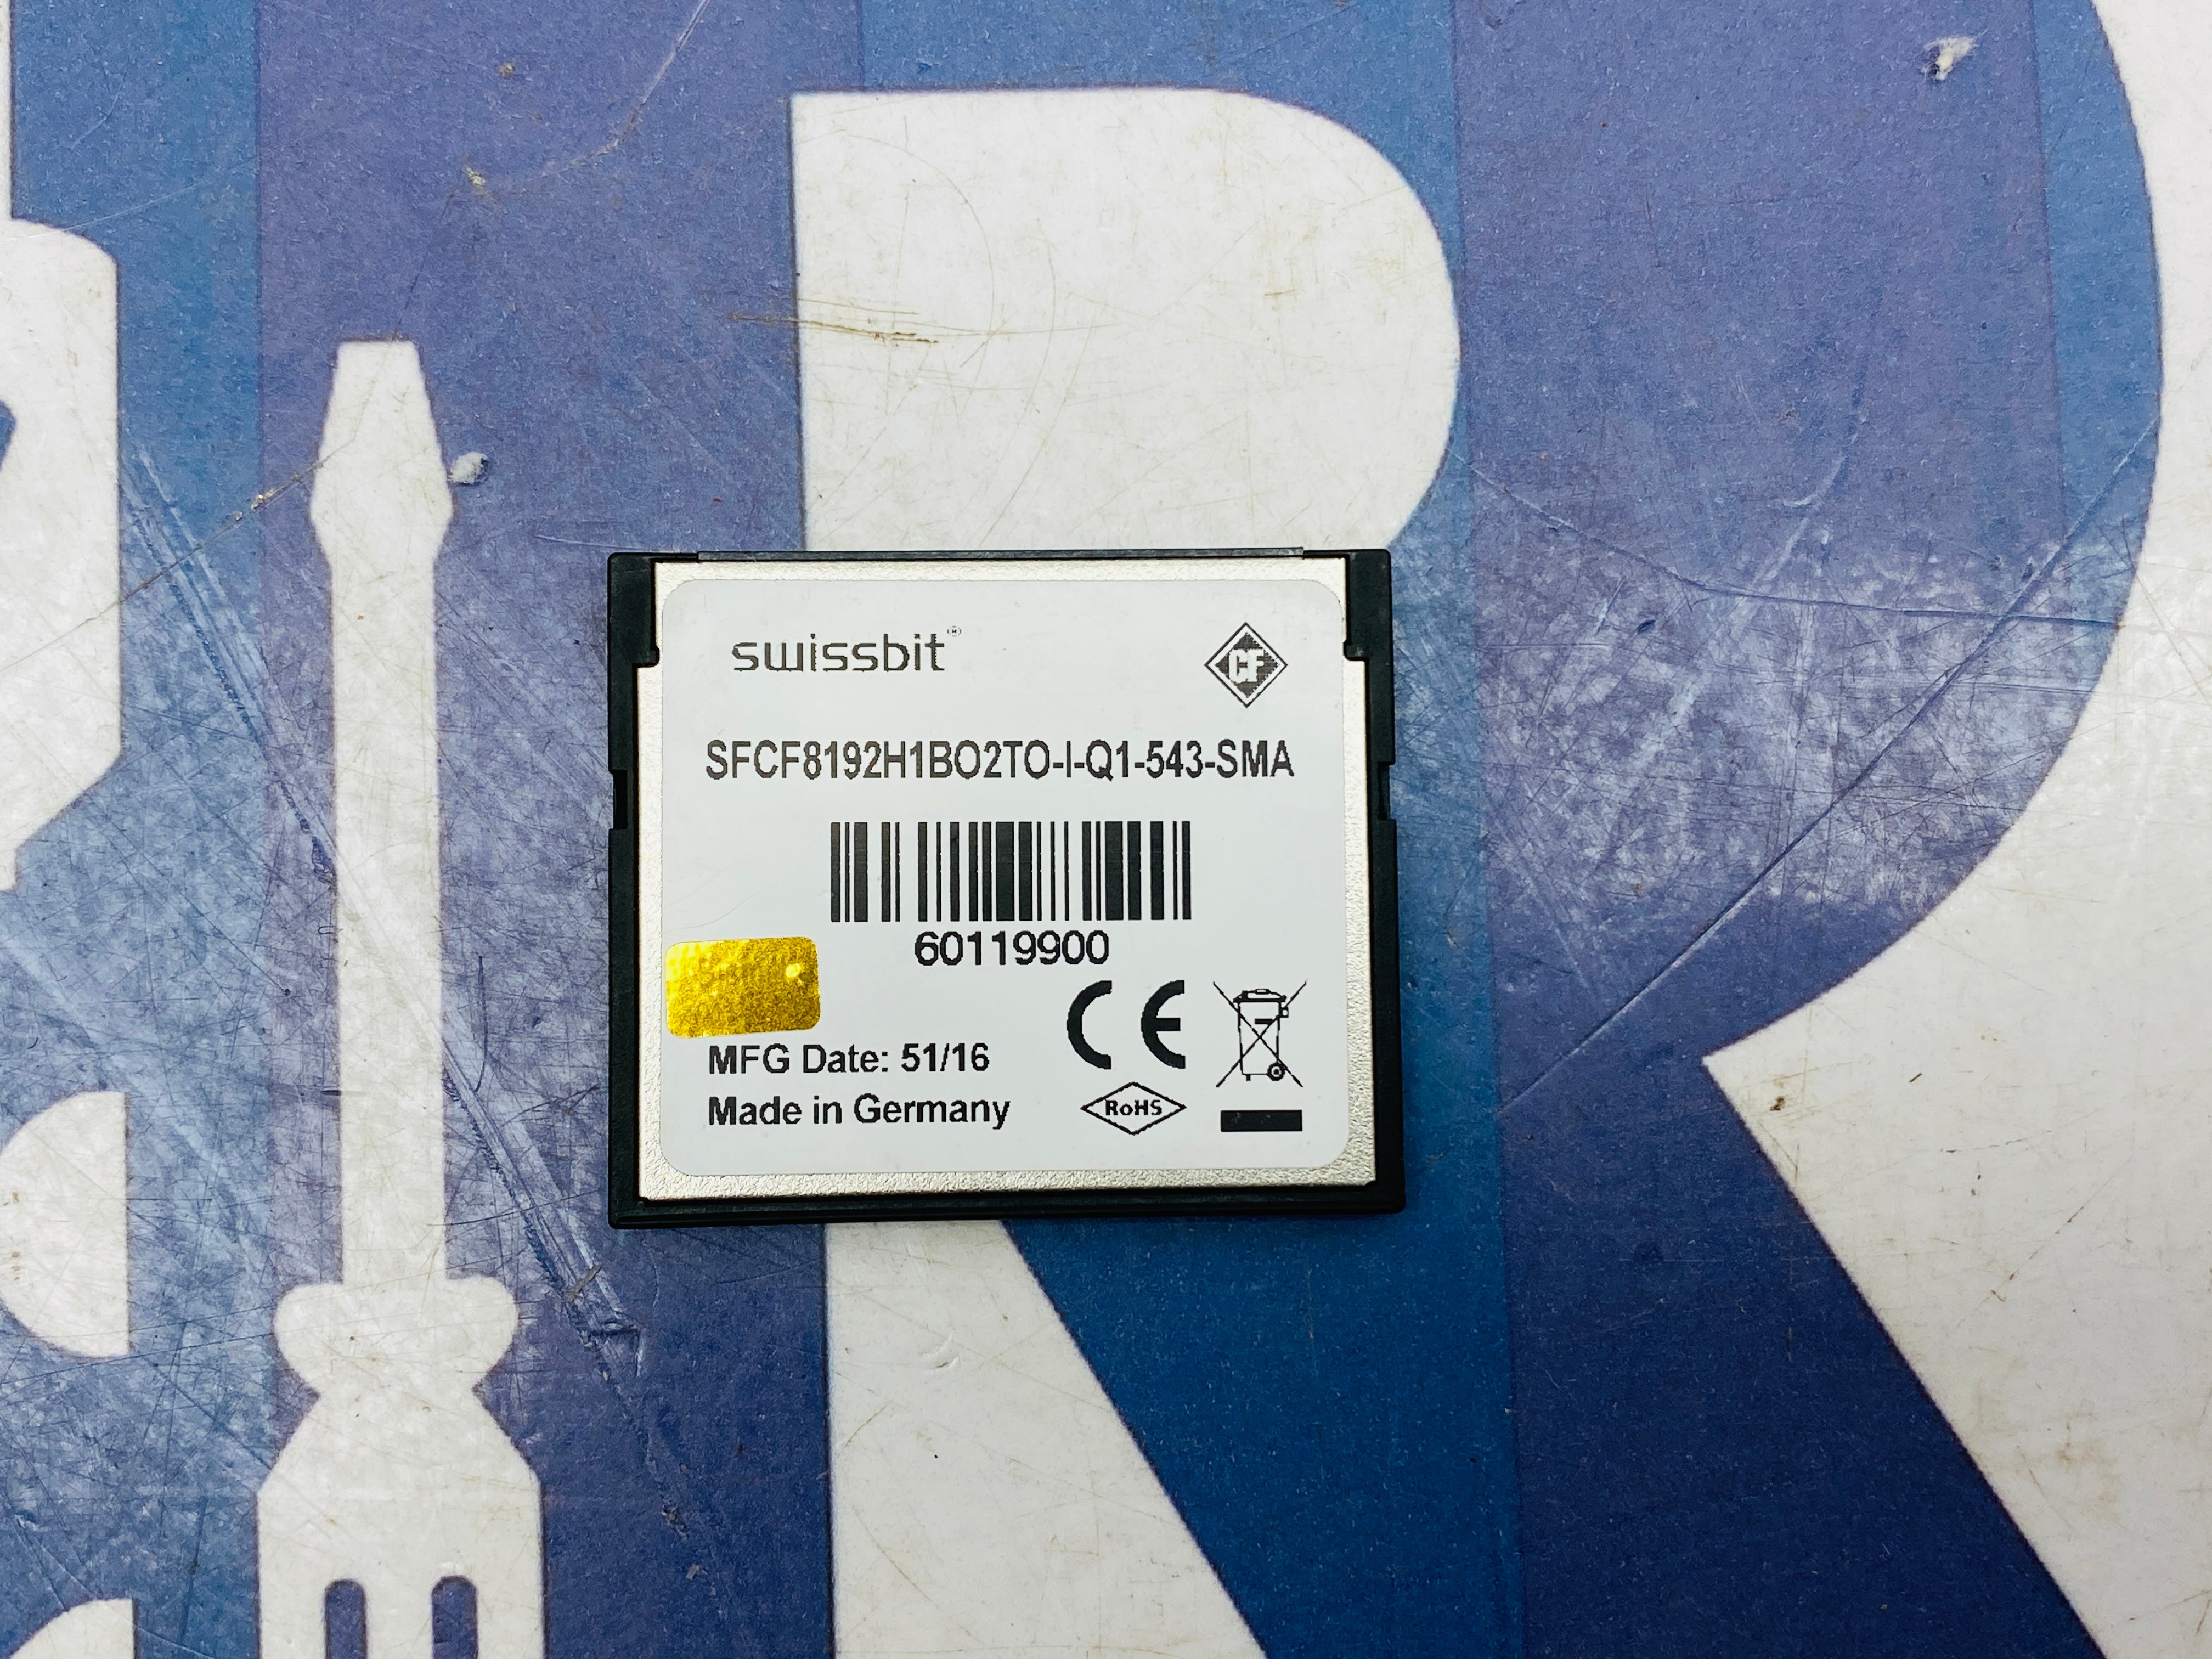 swissbit®
CF
SFCF8192H1BO2TO-I-Q1-543-SMA
60119900
CE
MFG Date: 51/16
Made in Germany
RoHS